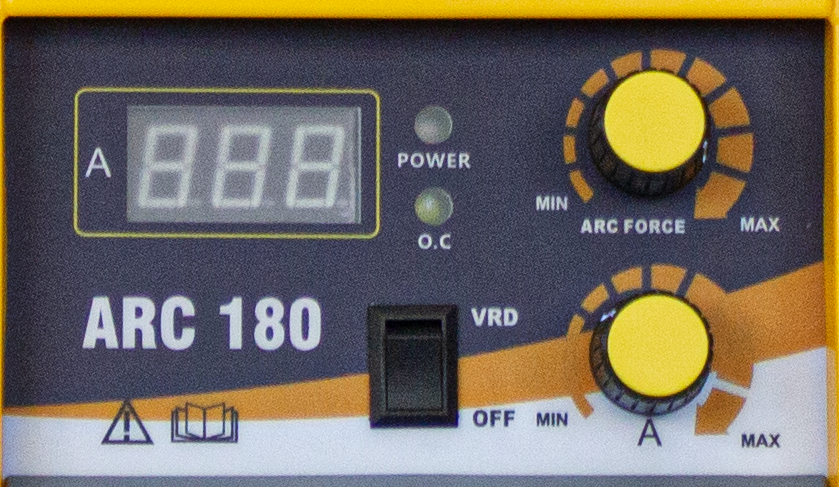 A
888
POWER
O.C
MIN
ARC FORCE
MAX
ARC 180
VRD
OFF
MIN
A
MAX